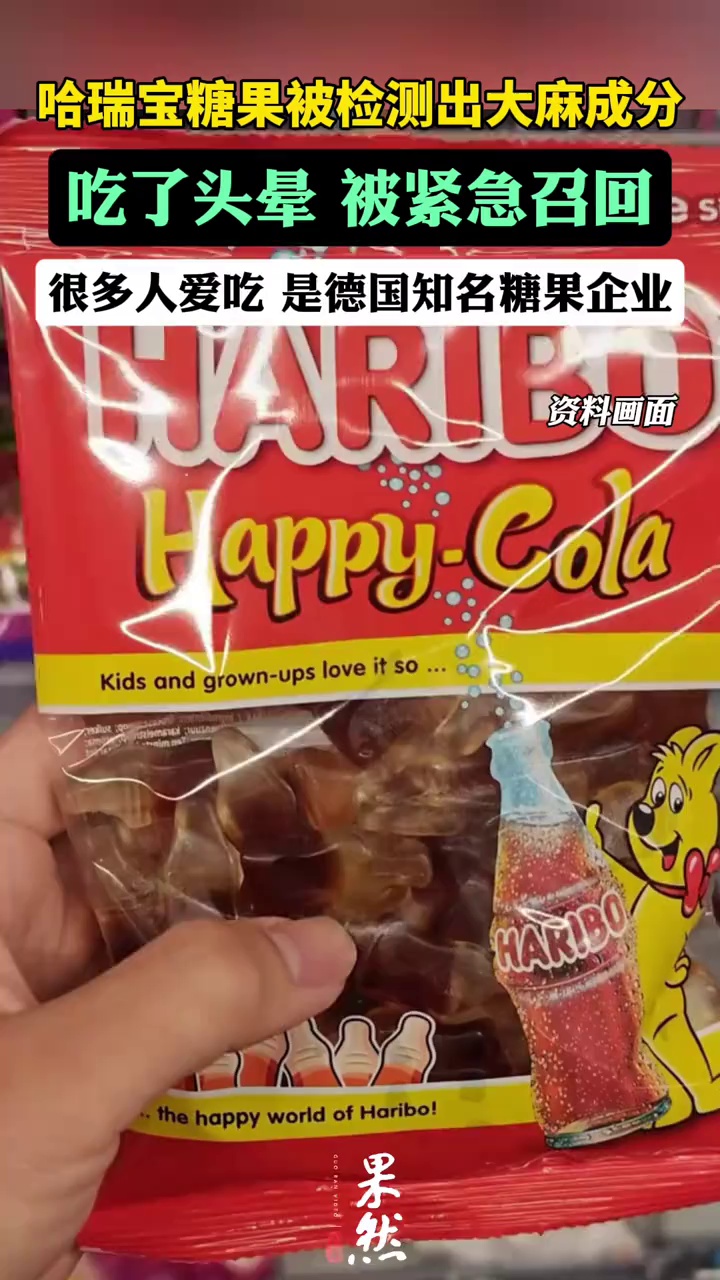 哈瑞宝糖果被检测出大麻成分
吃了头晕 被紧急召回
很多人爱吃 是德国知名糖果企业
HARIBO
资料画面
Happy-Cola
Kids and grown-ups love it so ...
HARIBO
... the happy world of Haribo!
果然